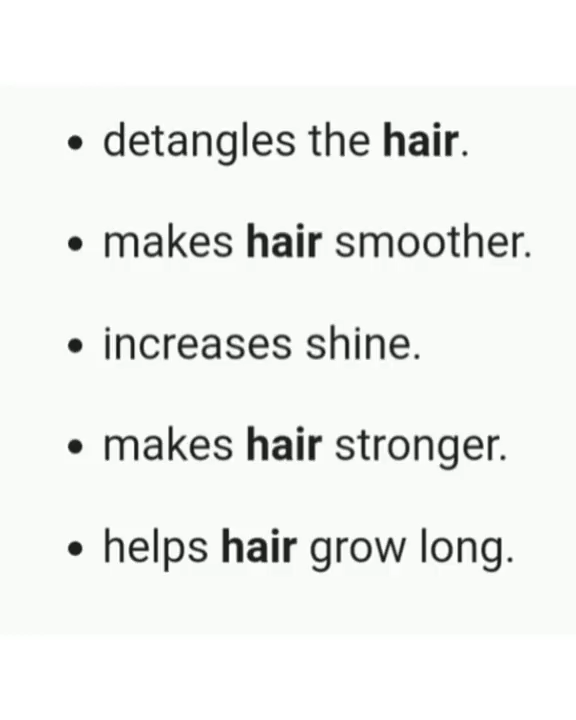 • detangles the hair.
• makes hair smoother.
• increases shine.
• makes hair stronger.
• helps hair grow long.